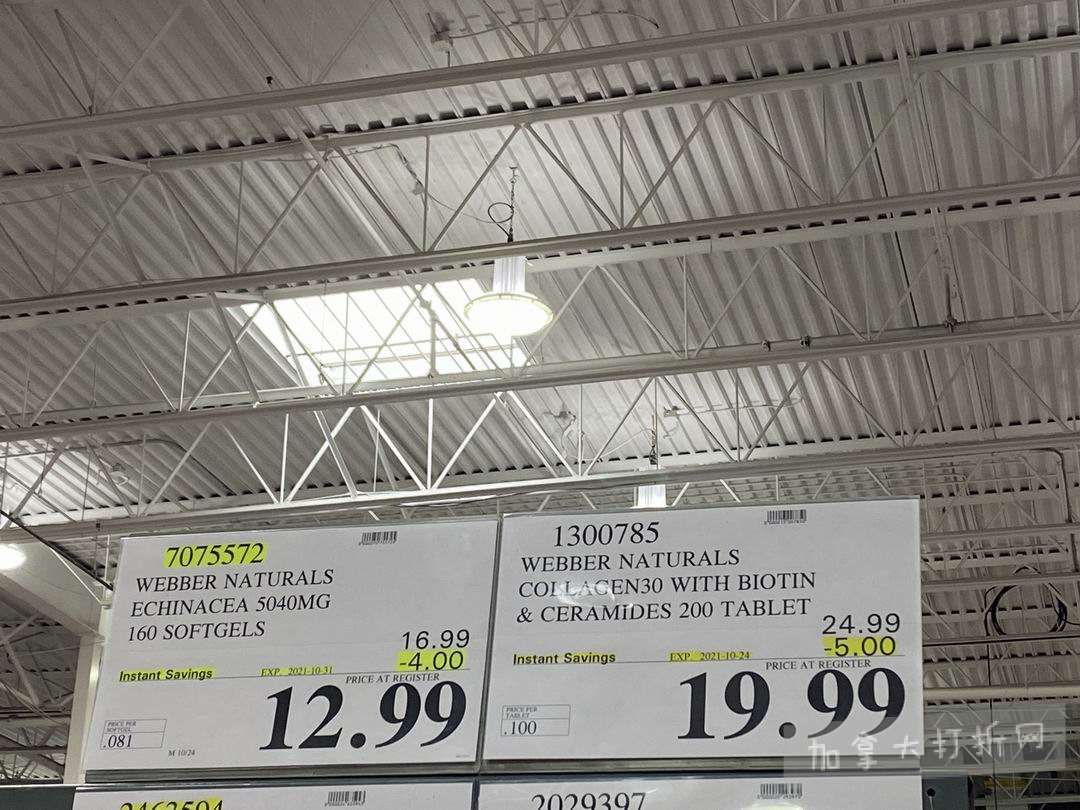 7075572
WEBBER NATURALS
ECHINACEA 5040MG
160 SOFTGELS
16.99
-4.00
Instant Savings
EXP. 2021-10-31
PRICE AT REGISTER
12.99
PRICE PER
SOFTGEL
.081
M 10/24
1300785
WEBBER NATURALS
COLLAGEN30 WITH BIOTIN
& CERAMIDES 200 TABLET
24.99
-5.00
Instant Savings
EXP. 2021-10-24
PRICE AT REGISTER
19.99
PRICE PER
TABLET
.100
加拿大打折网
2463504
2029397